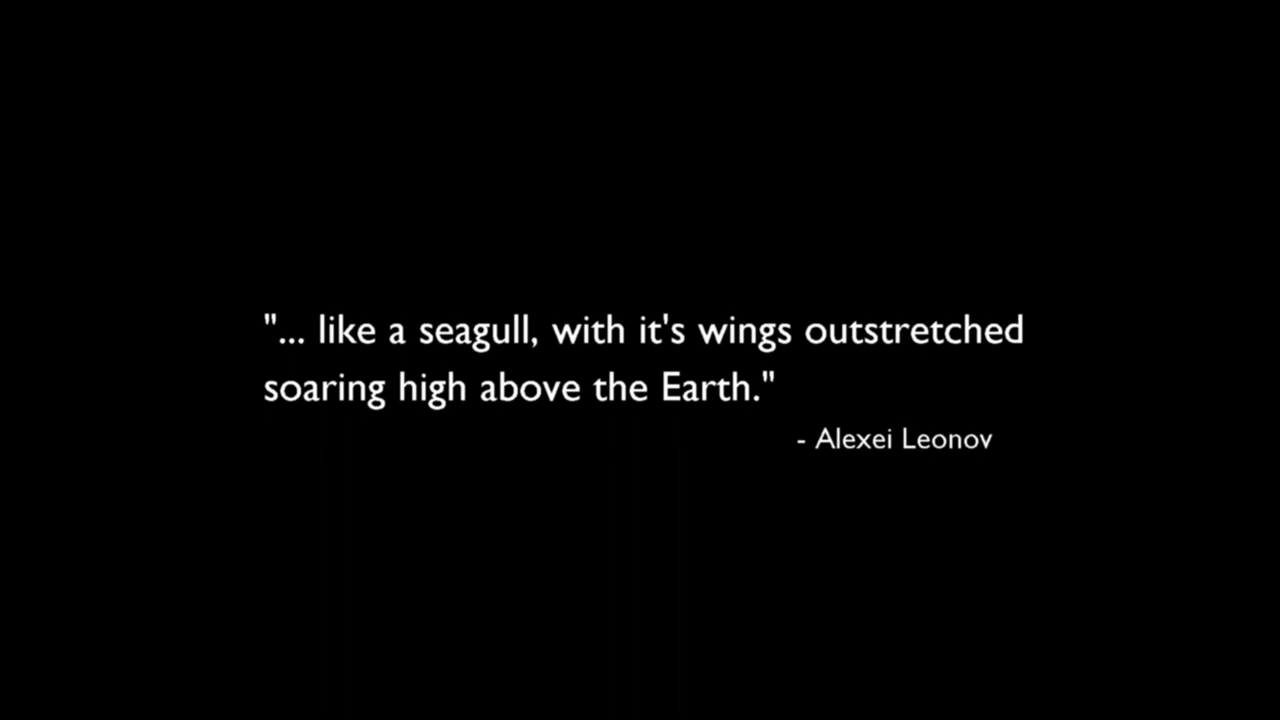 "... like a seagull, with it's wings outstretched
soaring high above the Earth."
- Alexei Leonov